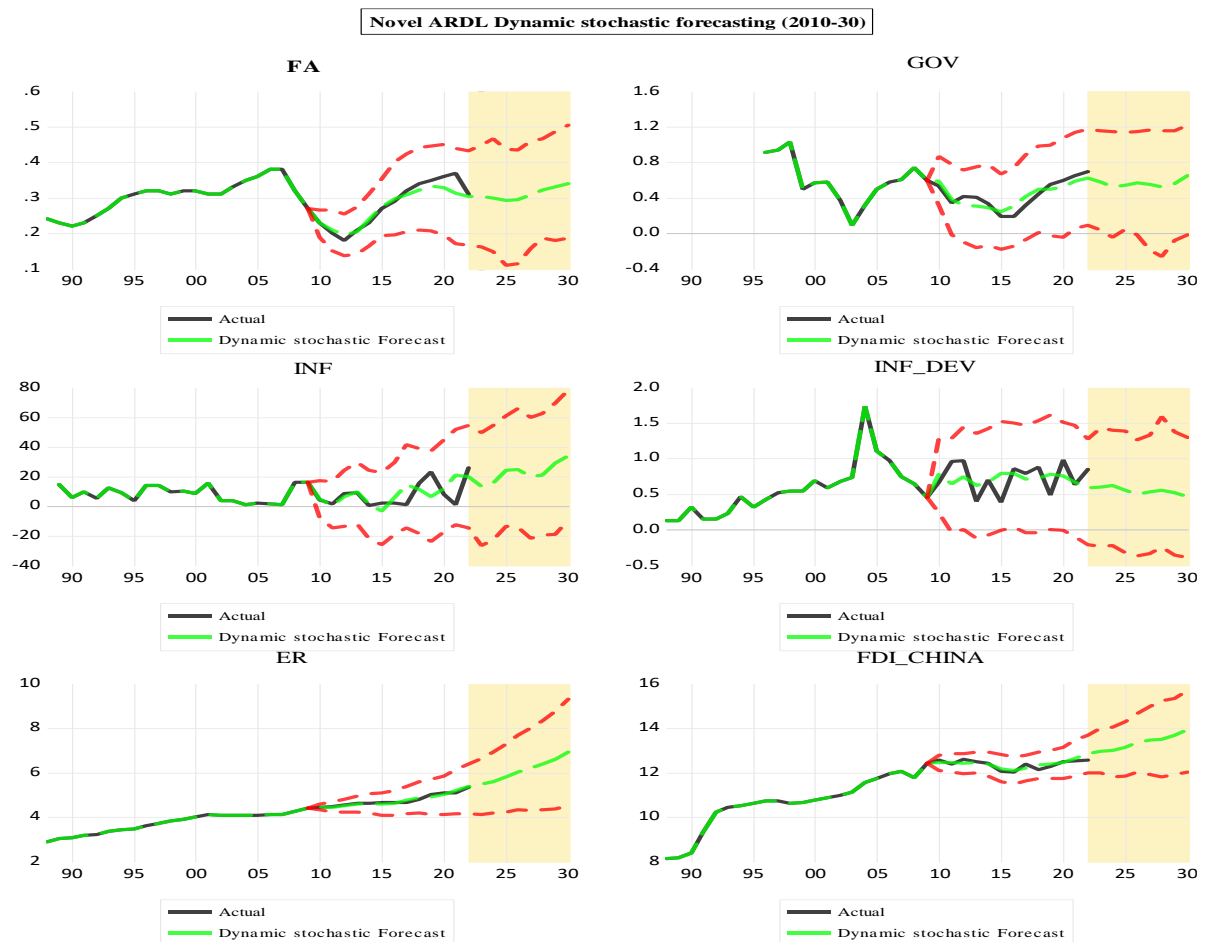 Novel ARDL Dynamic stochastic forecasting (2010-30)
FA
.6
.5
.4
.3
.2
.1
90 95 00 05 10 15 20 25 30
Actual
Dynamic stochastic Forecast
GOV
1.6
1.2
0.8
0.4
0.0
-0.4
90 95 00 05 10 15 20 25 30
Actual
Dynamic stochastic Forecast
INF
80
60
40
20
0
-20
-40
90 95 00 05 10 15 20 25 30
Actual
Dynamic stochastic Forecast
INF_DEV
2.0
1.5
1.0
0.5
0.0
-0.5
90 95 00 05 10 15 20 25 30
Actual
Dynamic stochastic Forecast
ER
10
8
6
4
2
90 95 00 05 10 15 20 25 30
Actual
Dynamic stochastic Forecast
FDI_CHINA
16
14
12
10
8
90 95 00 05 10 15 20 25 30
Actual
Dynamic stochastic Forecast